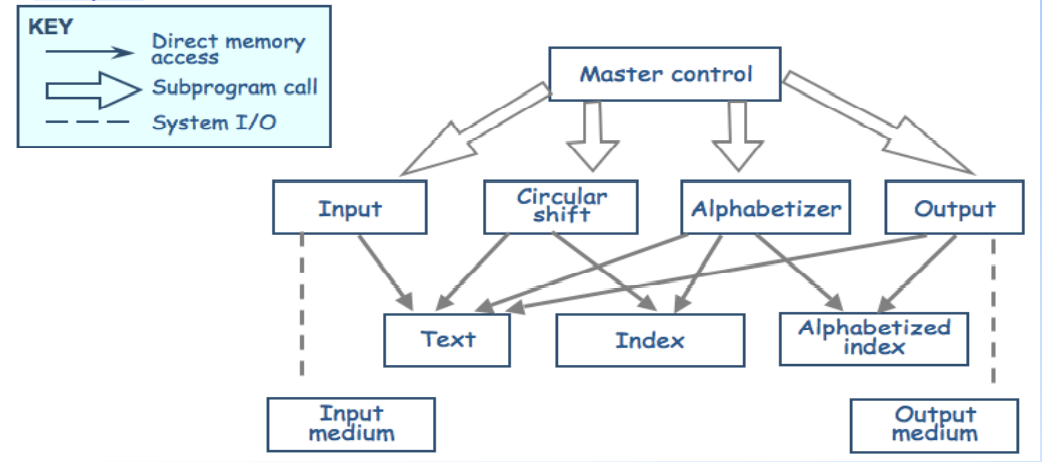 KEY
Direct memory
access
Subprogram call
System I/O
Master control
Input
Circular
shift
Alphabetizer
Output
Text
Index
Alphabetized
index
Input
medium
Output
medium